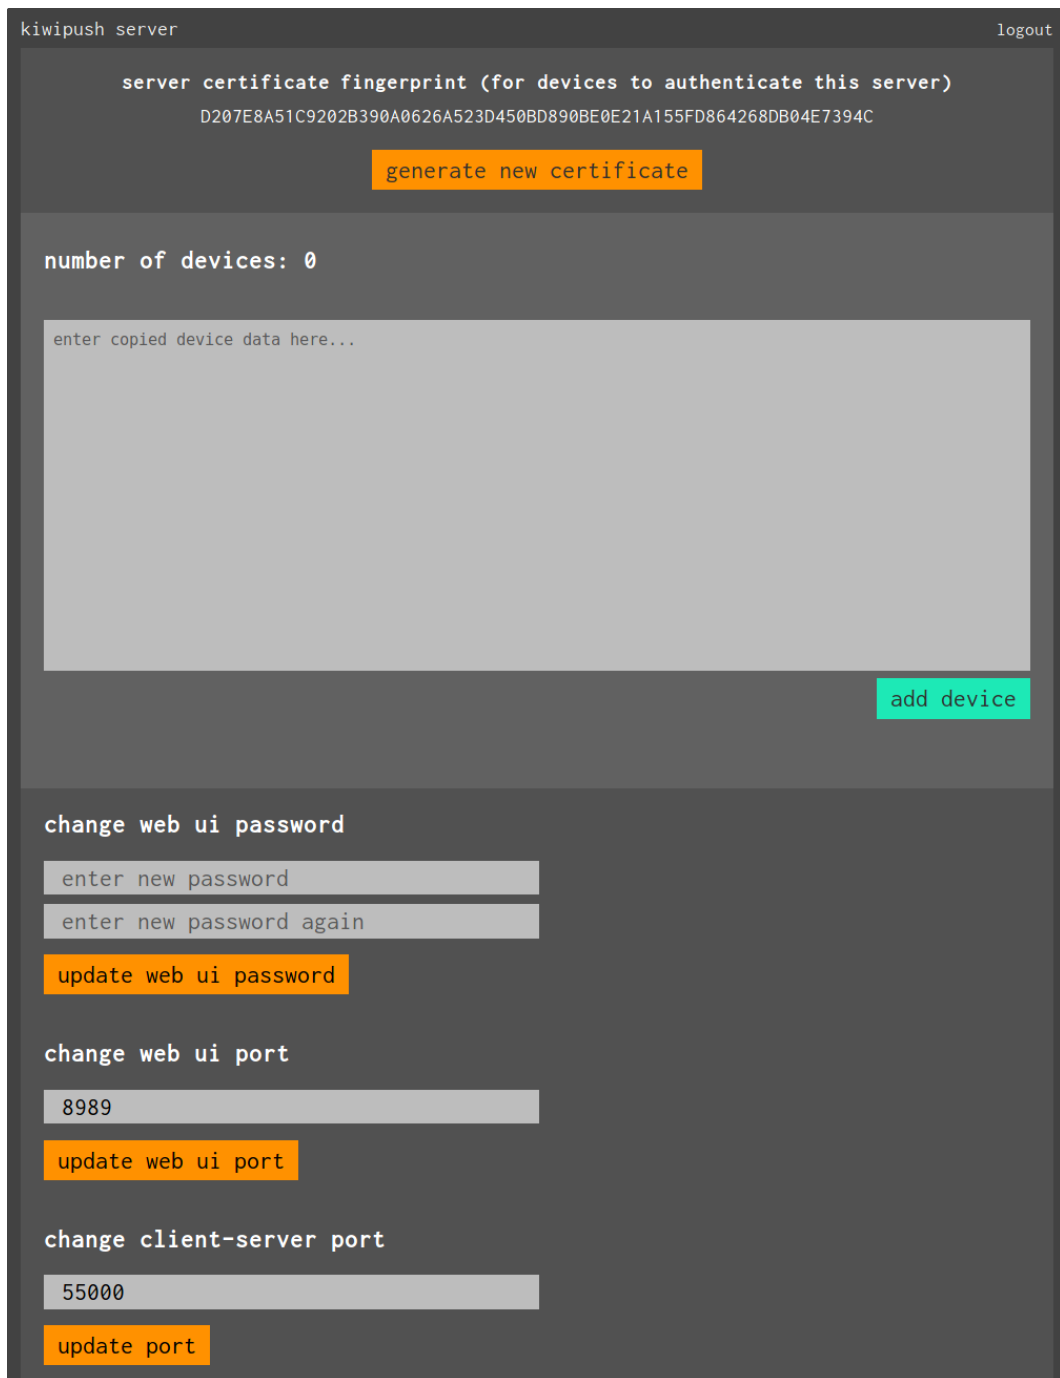 kiwipush server
logout
server certificate fingerprint (for devices to authenticate this server)
D207E8A51C9202B390A0626A523D450BD890BE0E21A155FD864268DB04E7394C
generate new certificate
number of devices: 0
enter copied device data here...
add device
change web ui password
enter new password
enter new password again
update web ui password
change web ui port
8989
update web ui port
change client-server port
55000
update port